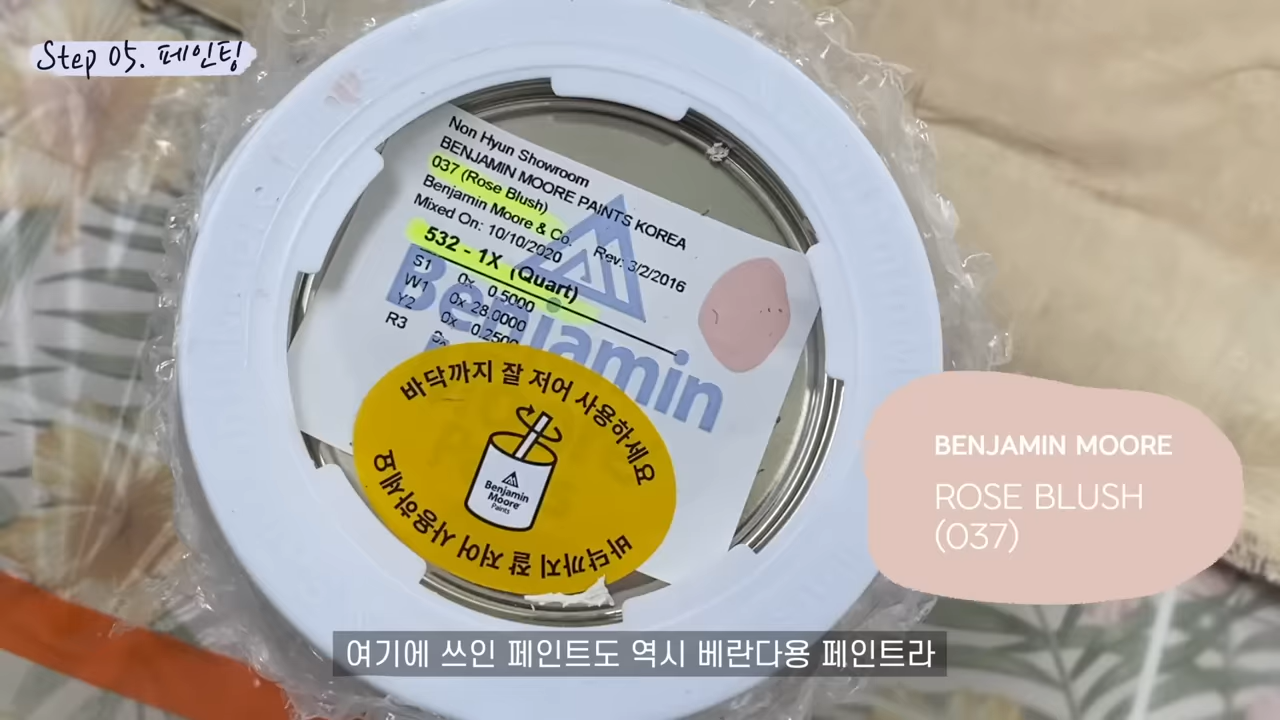 Step 05. 페인팅
Non Hyun Showroom
BENJAMIN MOORE PAINTS KOREA
037 (Rose Blush)
Benjamin Moore & Co.
Mixed On: 10/10/2020 Rev: 3/2/2016
532 - 1X (Quart)
S1 0x 0.5000
W1 0x 28.0000
Y2 0x 0.2500
R3
Benjamin
바닥까지 잘 저어 사용하세요
Benjamin
Moore
Paints
바닥까지 잘 저어 사용하세요
BENJAMIN MOORE
ROSE BLUSH
(037)
여기에 쓰인 페인트도 역시 베란다용 페인트라